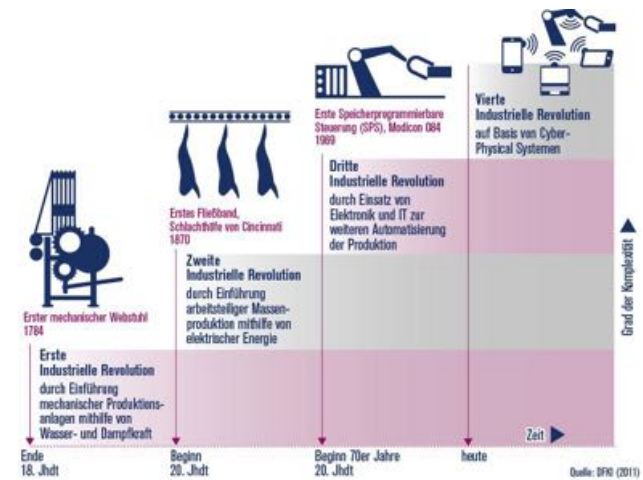 Vierte
Industrielle Revolution
auf Basis von Cyber-
Physical Systemen
Erste Speicherprogrammierbare
Steuerung (SPS), Modicon 084
1969
Dritte
Industrielle Revolution
durch Einsatz von
Elektronik und IT zur
weiteren Automatisierung
der Produktion
Erstes Fließband,
Schlachthöfe von Cincinnati
1870
Zweite
Industrielle Revolution
durch Einführung
arbeitsteiliger Massen-
produktion mithilfe von
elektrischer Energie
Erster mechanischer Webstuhl
1784
Erste
Industrielle Revolution
durch Einführung
mechanischer Produktions-
anlagen mithilfe von
Wasser- und Dampfkraft
Grad der Komplexität
Zeit
Ende
18. Jhdt
Beginn
20. Jhdt
Beginn 70er Jahre
20. Jhdt
heute
Quelle: DFKI (2011)